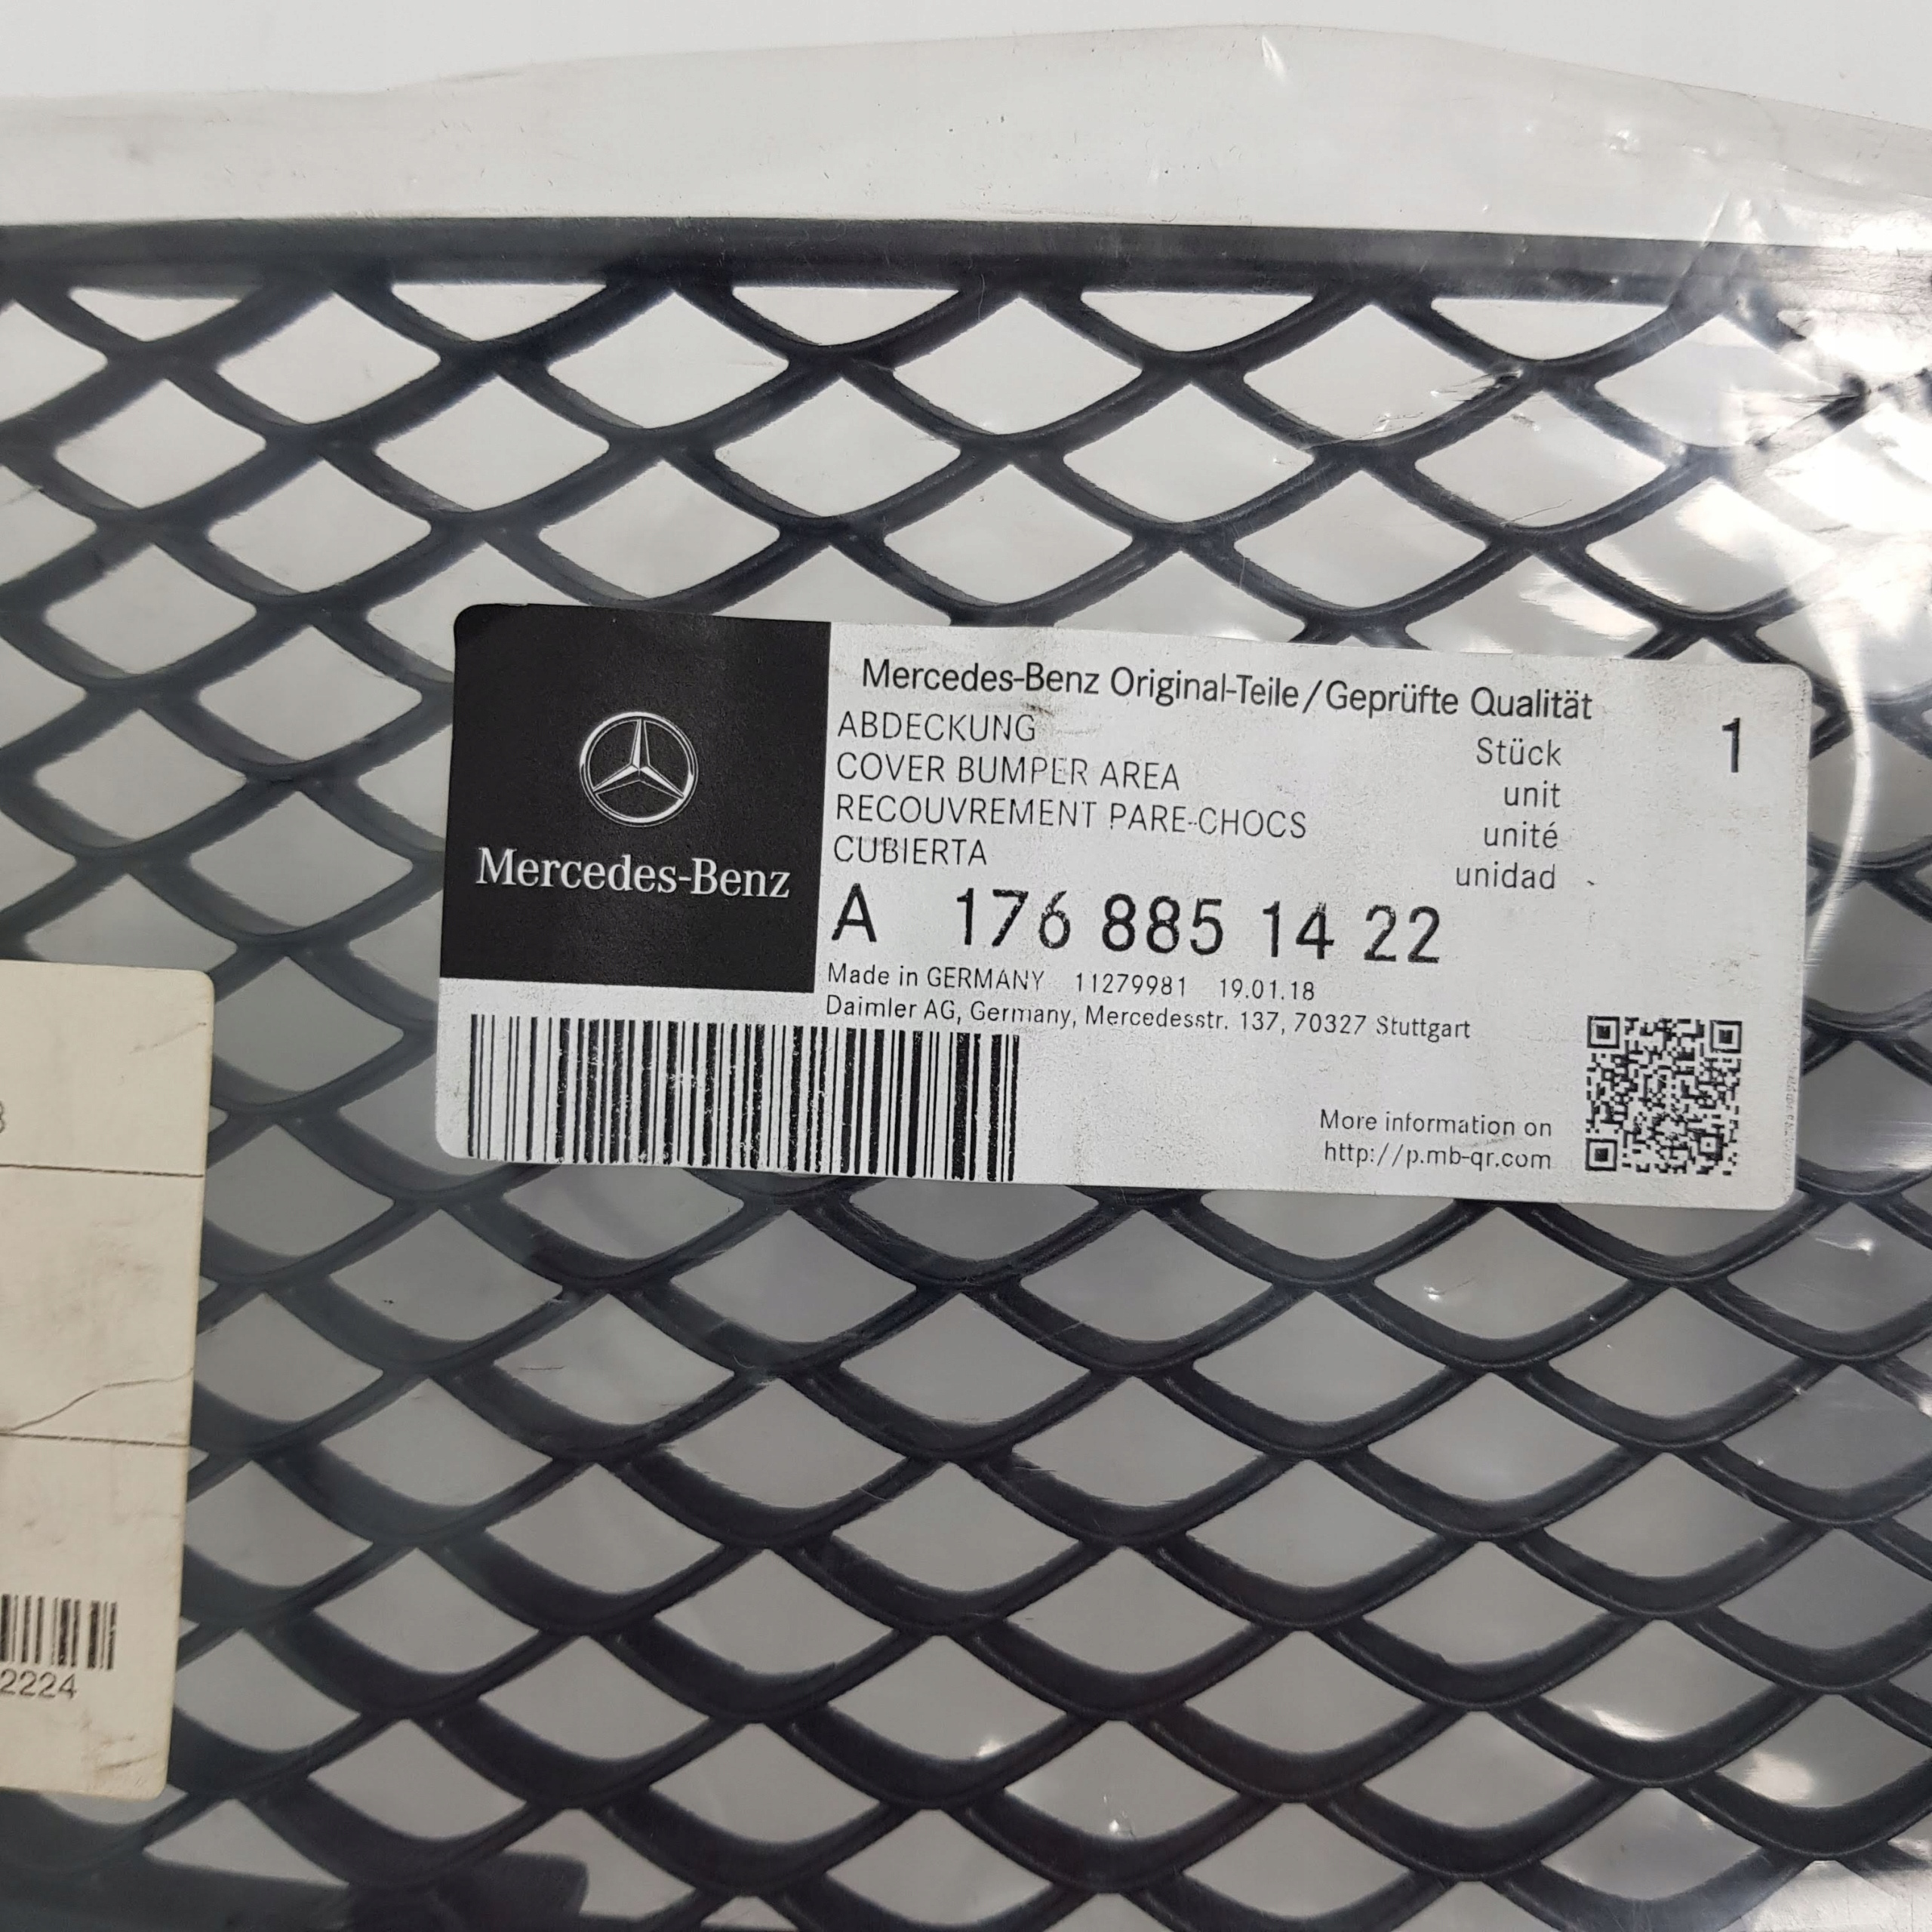 Mercedes-Benz
Mercedes-Benz Original-Teile/Geprüfte Qualität
ABDECKUNG
COVER BUMPER AREA
RECOUVREMENT PARE-CHOCS
CUBIERTA
Stück 1
unit
unité
unidad
A 176 885 14 22
Made in GERMANY 11279981 19.01.18
Daimler AG, Germany, Mercedesstr. 137, 70327 Stuttgart
More information on
http://p.mb-qr.com
2224